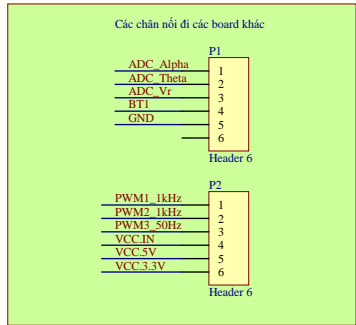 Các chân nối đi các board khác
P1
ADC_Alpha 1
ADC_Theta 2
ADC_Vr 3
BT1 4
GND 5
6
Header 6
P2
PWM1_1kHz 1
PWM2_1kHz 2
PWM3_50Hz 3
VCC.IN 4
VCC.5V 5
VCC.3.3V 6
Header 6